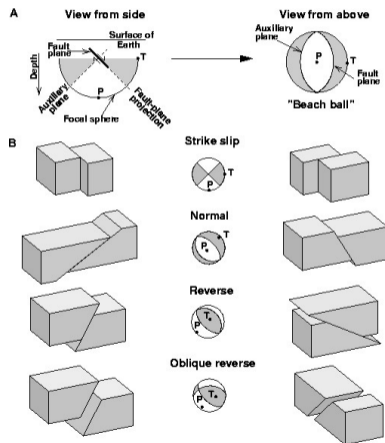 A
View from side
View from above
Surface of
Earth
Fault
plane
T
Depth
P
Auxiliary
plane
Fault-plane
projection
Focal sphere
Auxiliary
plane
P
T
Fault
plane
"Beach ball"
B
Strike slip
T
P
Normal
T
P
Reverse
T
P
Oblique reverse
P
T